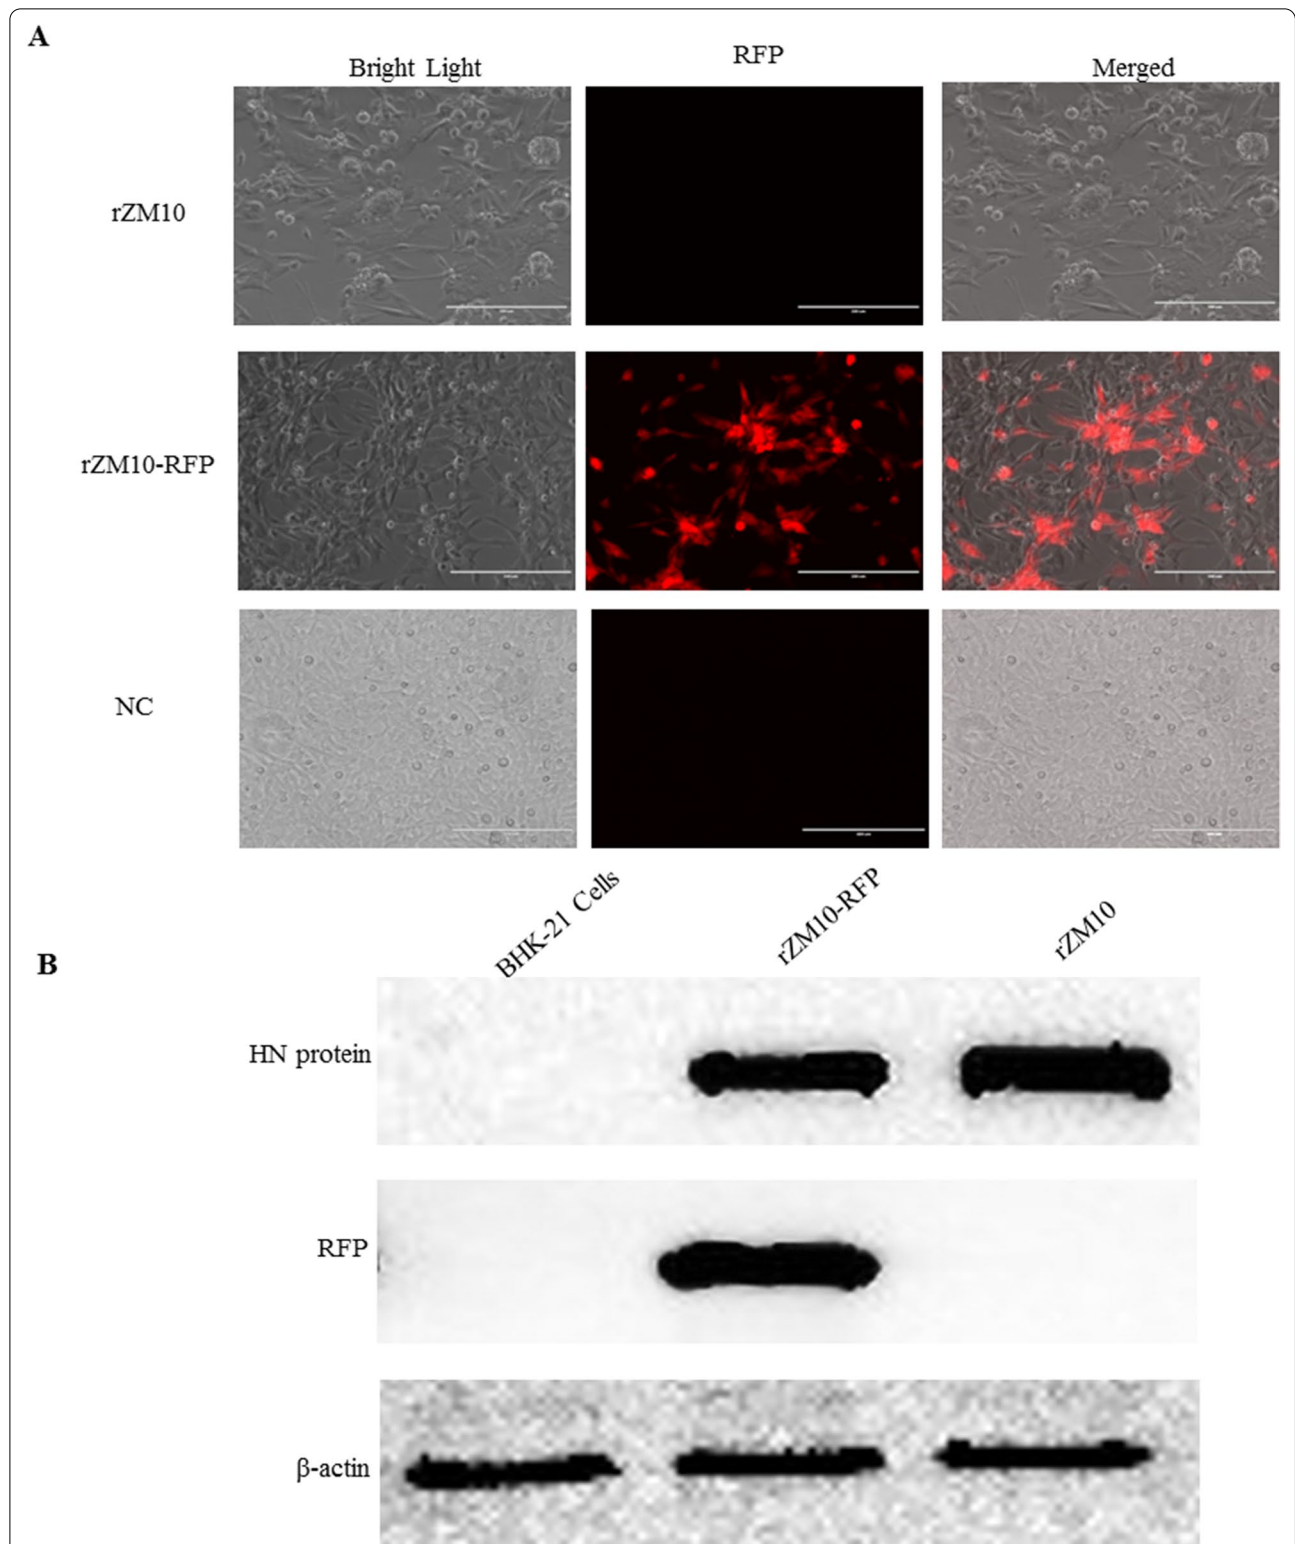 A
Bright Light
RFP
Merged
rZM10
rZM10-RFP
NC
BHK-21 Cells
rZM10-RFP
rZM10
B
HN protein
RFP
β-actin